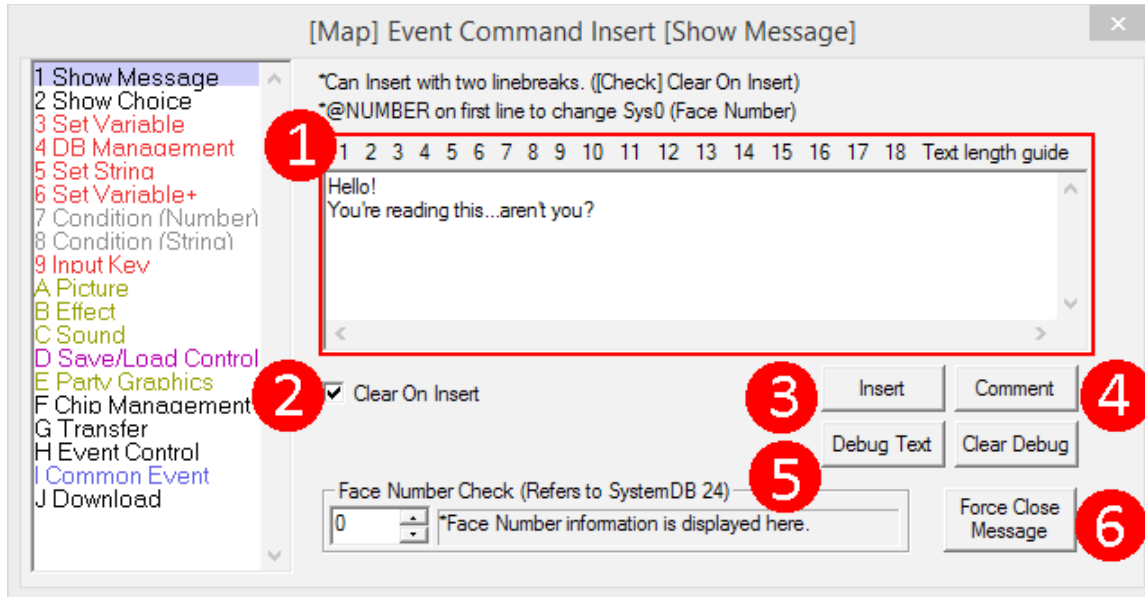 [Map] Event Command Insert [Show Message]
×
1 Show Message
2 Show Choice
3 Set Variable
4 DB Management
5 Set String
6 Set Variable+
7 Condition (Number)
8 Condition (String)
9 Input Key
A Picture
B Effect
C Sound
D Save/Load Control
E Party Graphics
F Chip Management
G Transfer
H Event Control
I Common Event
J Download
*Can Insert with two linebreaks. ([Check] Clear On Insert)
*@NUMBER on first line to change Sys0 (Face Number)
1
1 2 3 4 5 6 7 8 9 10 11 12 13 14 15 16 17 18 Text length guide
Hello!
You're reading this...aren't you?
2
Clear On Insert
3
Insert
Comment
4
Debug Text
Clear Debug
5
Face Number Check (Refers to SystemDB 24)
0
*Face Number information is displayed here.
Force Close
Message
6